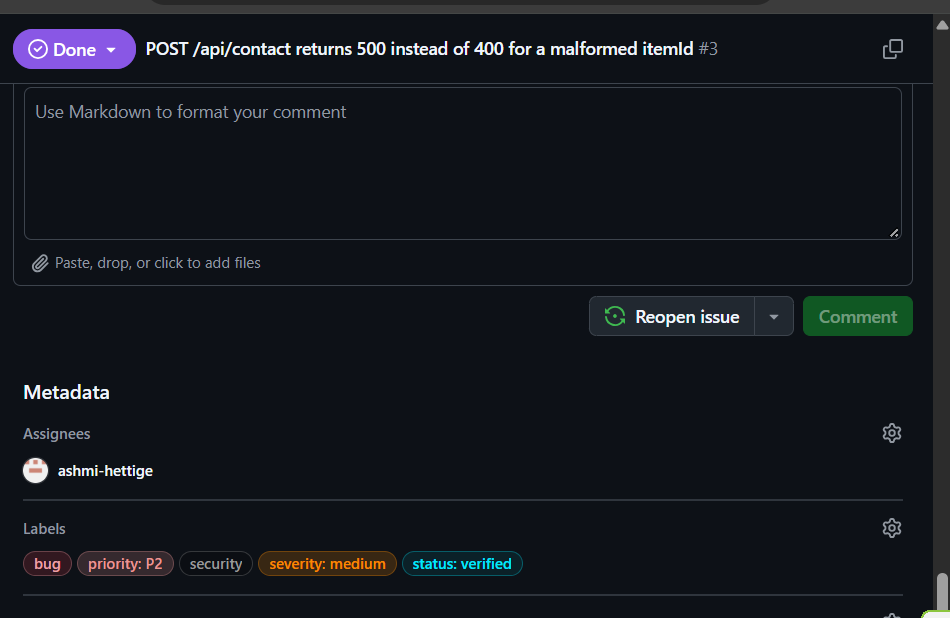 Done POST /api/contact returns 500 instead of 400 for a malformed itemId #3
Use Markdown to format your comment
Paste, drop, or click to add files
Reopen issue Comment
Metadata
Assignees
ashmi-hettige
Labels
bug priority: P2 security severity: medium status: verified